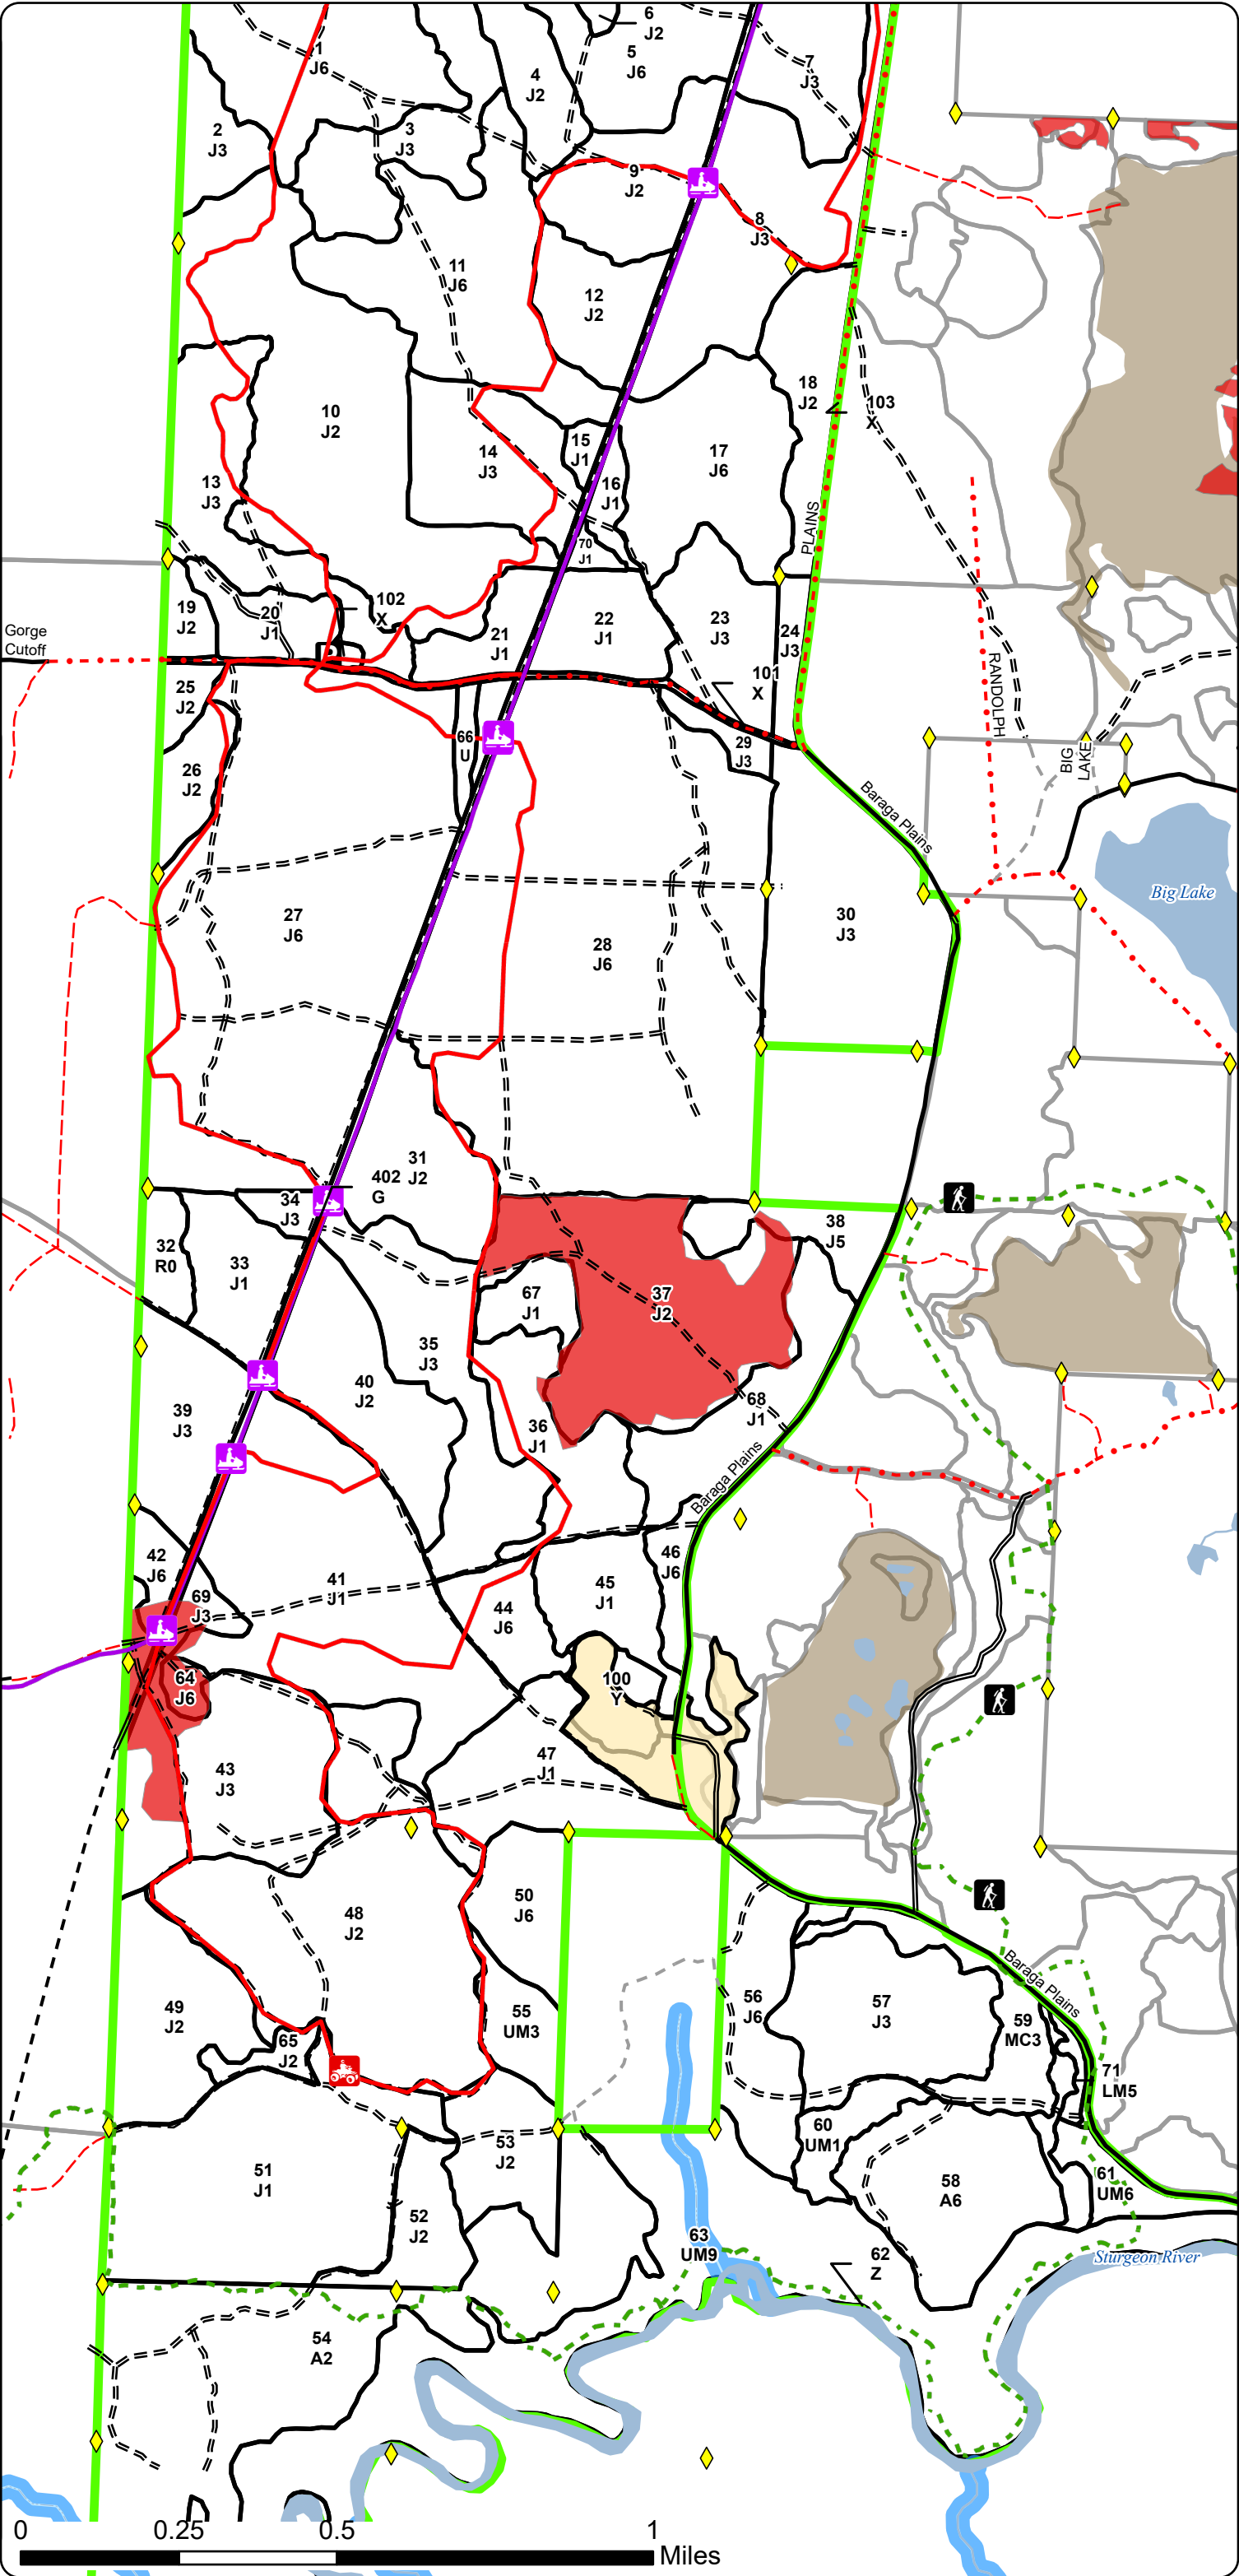 1
J6
2
J3
3
J3
4
J2
6
J2
5
J6
7
J3
9
J2
8
J3
11
J6
12
J2
10
J2
18
J2
103
X
13
J3
14
J3
15
J1
16
J1
17
J6
PLAINS
70
J1
19
J2
20
J1
102
X
21
J1
22
J1
23
J3
24
J3
Gorge
Cutoff
101
X
25
J2
26
J2
66
U
29
J3
RANDOLPH
BIG
LAKE
Baraga Plains
Big Lake
27
J6
28
J6
30
J3
31
J2
402
G
34
J3
32
R0
33
J1
38
J5
67
J1
37
J2
35
J3
40
J2
39
J3
36
J1
68
J1
Baraga Plains
42
J6
69
J3
41
J1
44
J6
45
J1
46
J6
64
J6
100
Y
43
J3
47
J1
50
J6
48
J2
49
J2
65
J2
55
UM3
56
J6
57
J3
59
MC3
Baraga Plains
71
LM5
51
J1
53
J2
52
J2
60
UM1
58
A6
61
UM6
63
UM9
62
Z
Sturgeon River
54
A2
0 0.25 0.5 1
Miles